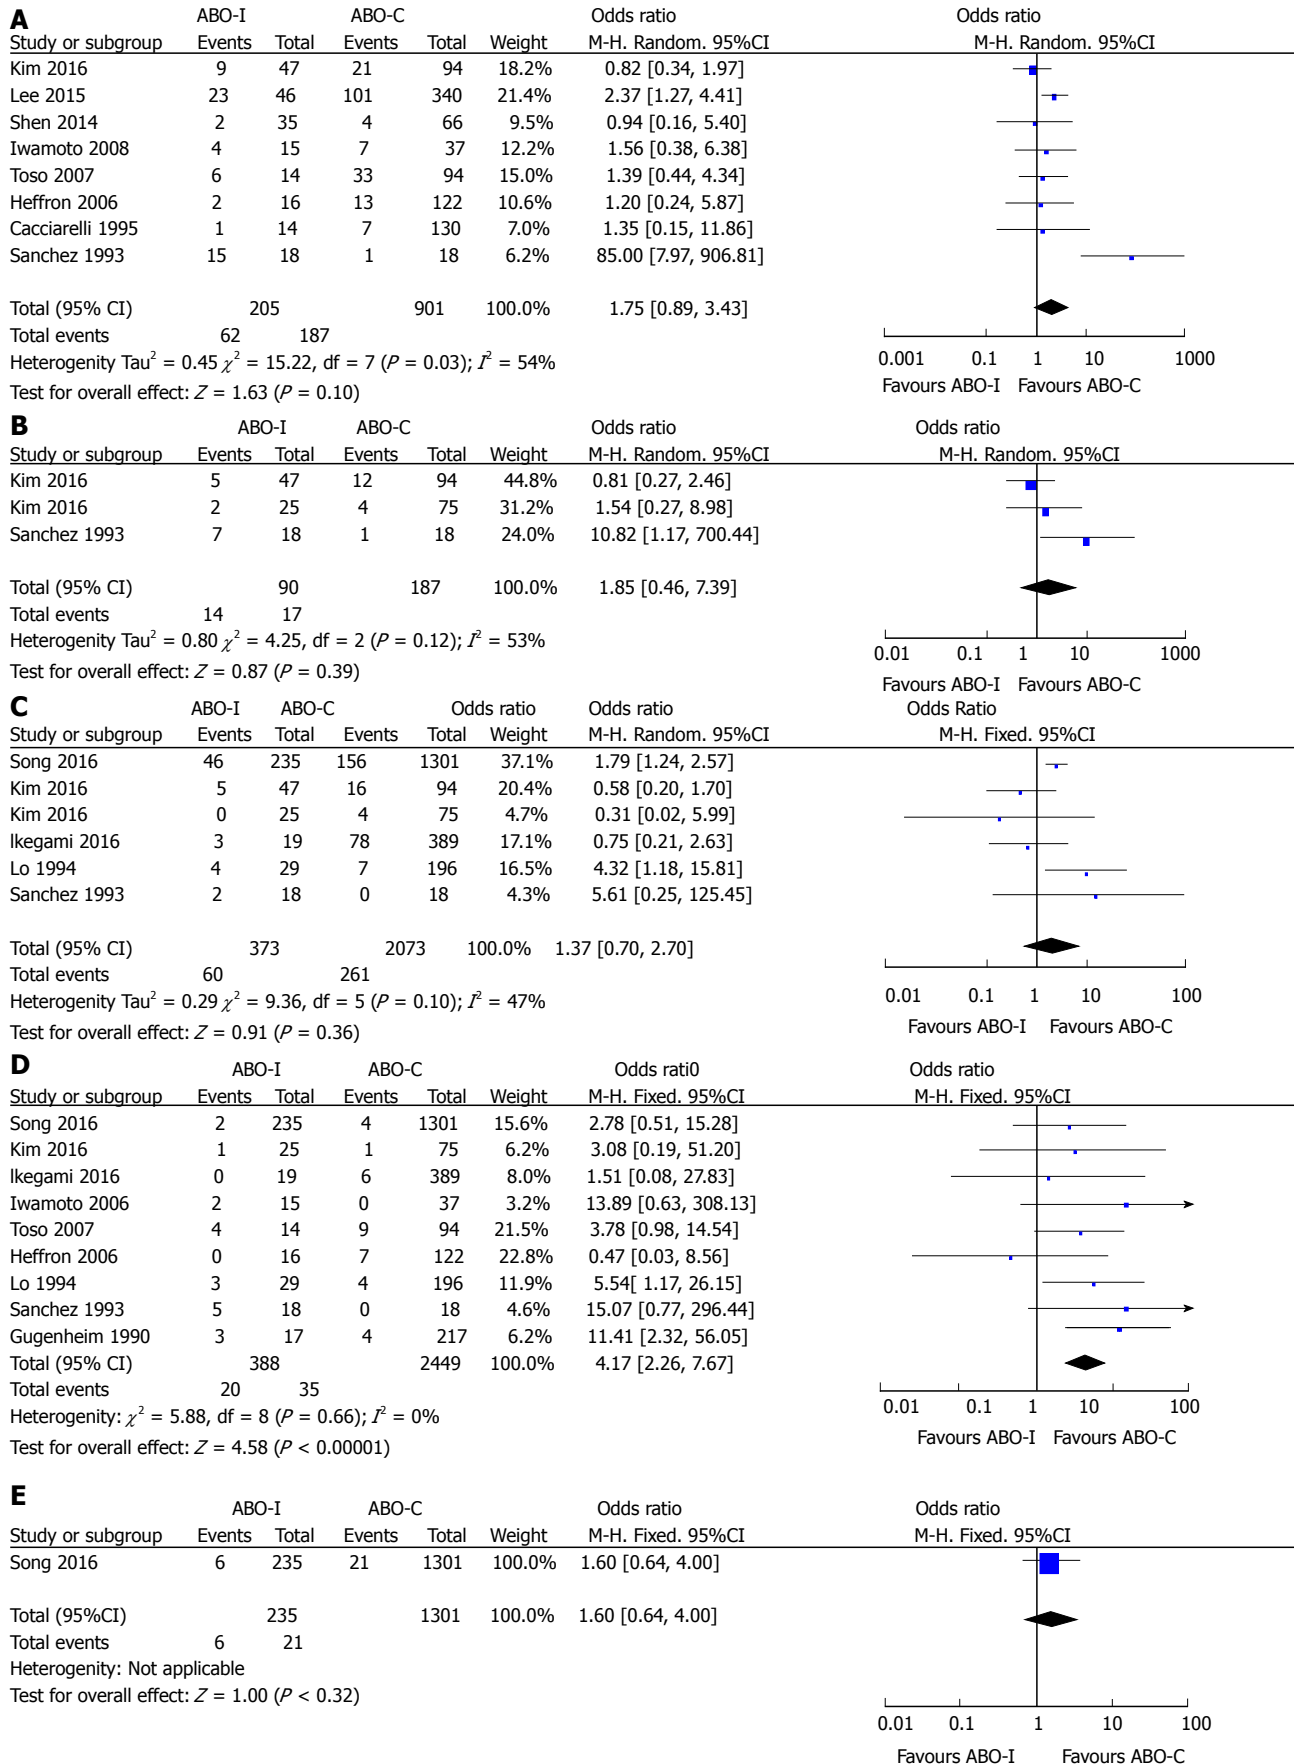 A ABO-I ABO-C Odds ratio Odds ratio
Study or subgroup Events Total Events Total Weight M-H. Random. 95%CI M-H. Random. 95%CI
Kim 2016 9 47 21 94 18.2% 0.82 [0.34, 1.97]
Lee 2015 23 46 101 340 21.4% 2.37 [1.27, 4.41]
Shen 2014 2 35 4 66 9.5% 0.94 [0.16, 5.40]
Iwamoto 2008 4 15 7 37 12.2% 1.56 [0.38, 6.38]
Toso 2007 6 14 33 94 15.0% 1.39 [0.44, 4.34]
Heffron 2006 2 16 13 122 10.6% 1.20 [0.24, 5.87]
Cacciarelli 1995 1 14 7 130 7.0% 1.35 [0.15, 11.86]
Sanchez 1993 15 18 1 18 6.2% 85.00 [7.97, 906.81]
Total (95% CI) 205 901 100.0% 1.75 [0.89, 3.43]
Total events 62 187
Heterogenity Tau² = 0.45 χ² = 15.22, df = 7 (P = 0.03); I² = 54%
Test for overall effect: Z = 1.63 (P = 0.10)
0.001 0.1 1 10 1000
Favours ABO-I Favours ABO-C
B ABO-I ABO-C Odds ratio Odds ratio
Study or subgroup Events Total Events Total Weight M-H. Random. 95%CI M-H. Random. 95%CI
Kim 2016 5 47 12 94 44.8% 0.81 [0.27, 2.46]
Kim 2016 2 25 4 75 31.2% 1.54 [0.27, 8.98]
Sanchez 1993 7 18 1 18 24.0% 10.82 [1.17, 700.44]
Total (95% CI) 90 187 100.0% 1.85 [0.46, 7.39]
Total events 14 17
Heterogenity Tau² = 0.80 χ² = 4.25, df = 2 (P = 0.12); I² = 53%
Test for overall effect: Z = 0.87 (P = 0.39)
0.01 0.1 1 10 1000
Favours ABO-I Favours ABO-C
C ABO-I ABO-C Odds ratio Odds ratio Odds Ratio
Study or subgroup Events Total Events Total Weight M-H. Random. 95%CI M-H. Fixed. 95%CI
Song 2016 46 235 156 1301 37.1% 1.79 [1.24, 2.57]
Kim 2016 5 47 16 94 20.4% 0.58 [0.20, 1.70]
Kim 2016 0 25 4 75 4.7% 0.31 [0.02, 5.99]
Ikegami 2016 3 19 78 389 17.1% 0.75 [0.21, 2.63]
Lo 1994 4 29 7 196 16.5% 4.32 [1.18, 15.81]
Sanchez 1993 2 18 0 18 4.3% 5.61 [0.25, 125.45]
Total (95% CI) 373 2073 100.0% 1.37 [0.70, 2.70]
Total events 60 261
Heterogenity Tau² = 0.29 χ² = 9.36, df = 5 (P = 0.10); I² = 47%
Test for overall effect: Z = 0.91 (P = 0.36)
0.01 0.1 1 10 100
Favours ABO-I Favours ABO-C
D ABO-I ABO-C Odds rati0 Odds ratio
Study or subgroup Events Total Events Total Weight M-H. Fixed. 95%CI M-H. Fixed. 95%CI
Song 2016 2 235 4 1301 15.6% 2.78 [0.51, 15.28]
Kim 2016 1 25 1 75 6.2% 3.08 [0.19, 51.20]
Ikegami 2016 0 19 6 389 8.0% 1.51 [0.08, 27.83]
Iwamoto 2006 2 15 0 37 3.2% 13.89 [0.63, 308.13]
Toso 2007 4 14 9 94 21.5% 3.78 [0.98, 14.54]
Heffron 2006 0 16 7 122 22.8% 0.47 [0.03, 8.56]
Lo 1994 3 29 4 196 11.9% 5.54[ 1.17, 26.15]
Sanchez 1993 5 18 0 18 4.6% 15.07 [0.77, 296.44]
Gugenheim 1990 3 17 4 217 6.2% 11.41 [2.32, 56.05]
Total (95% CI) 388 2449 100.0% 4.17 [2.26, 7.67]
Total events 20 35
Heterogenity: χ² = 5.88, df = 8 (P = 0.66); I² = 0%
Test for overall effect: Z = 4.58 (P < 0.00001)
0.01 0.1 1 10 100
Favours ABO-I Favours ABO-C
E ABO-I ABO-C Odds ratio Odds ratio
Study or subgroup Events Total Events Total Weight M-H. Fixed. 95%CI M-H. Fixed. 95%CI
Song 2016 6 235 21 1301 100.0% 1.60 [0.64, 4.00]
Total (95%CI) 235 1301 100.0% 1.60 [0.64, 4.00]
Total events 6 21
Heterogenity: Not applicable
Test for overall effect: Z = 1.00 (P < 0.32)
0.01 0.1 1 10 100
Favours ABO-I Favours ABO-C